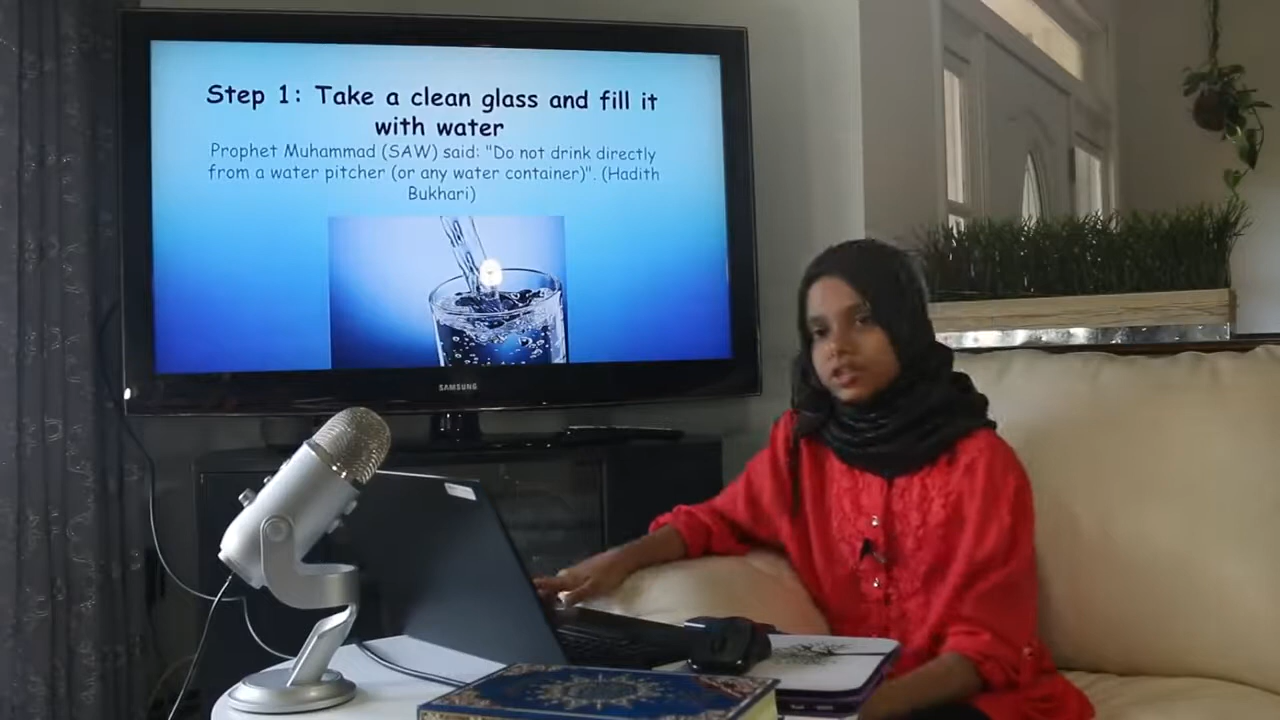 Step 1: Take a clean glass and fill it
with water
Prophet Muhammad (SAW) said: "Do not drink directly
from a water pitcher (or any water container)". (Hadith
Bukhari)
SAMSUNG